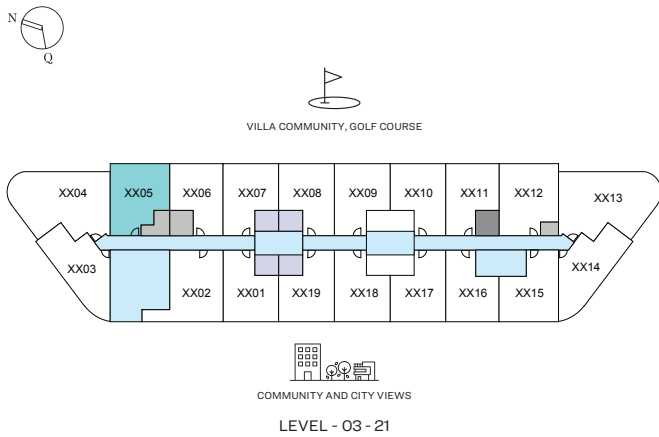 N
Q
VILLA COMMUNITY, GOLF COURSE
XX04 XX05 XX06 XX07 XX08 XX09 XX10 XX11 XX12 XX13
XX03 XX14
XX02 XX01 XX19 XX18 XX17 XX16 XX15
COMMUNITY AND CITY VIEWS
LEVEL - 03 - 21